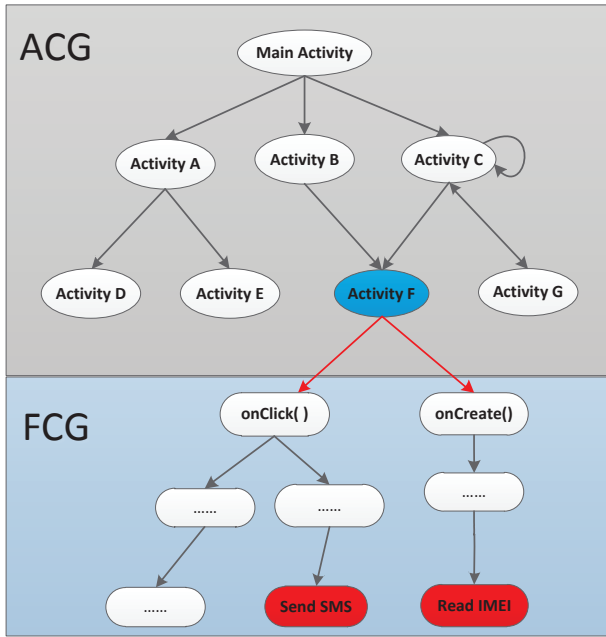 ACG
Main Activity
Activity A
Activity B
Activity C
Activity D
Activity E
Activity F
Activity G
FCG
onClick( )
onCreate()
......
......
......
......
Send SMS
Read IMEI